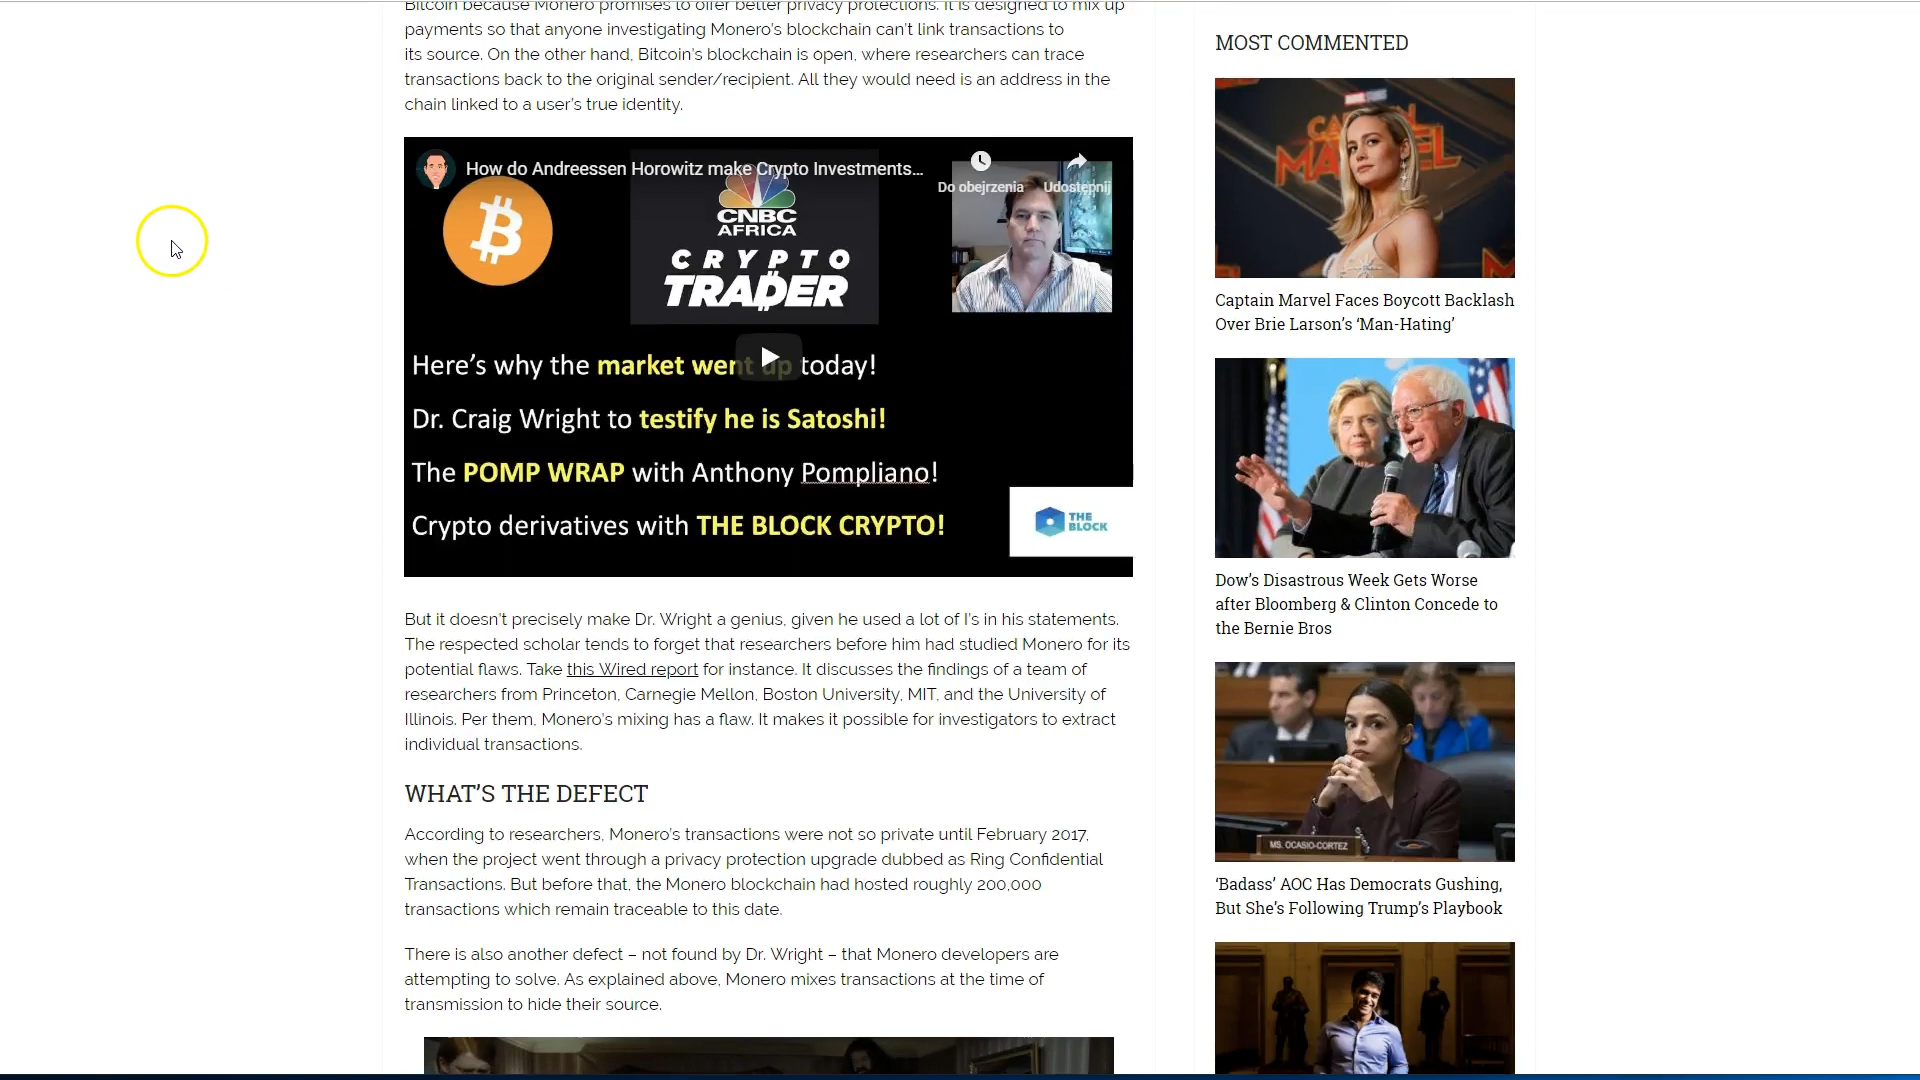 Bitcoin because Monero promises to offer better privacy protections. It is designed to mix up
payments so that anyone investigating Monero's blockchain can't link transactions to
its source. On the other hand, Bitcoin's blockchain is open, where researchers can trace
transactions back to the original sender/recipient. All they would need is an address in the
chain linked to a user's true identity.
How do Andreessen Horowitz make Crypto Investments...
Do obejrzenia
Udostępnij
CNBC
AFRICA
CRYPTO
TRADER
Here's why the market went up today!
Dr. Craig Wright to testify he is Satoshi!
The POMP WRAP with Anthony Pompliano!
Crypto derivatives with THE BLOCK CRYPTO!
THE
BLOCK
But it doesn't precisely make Dr. Wright a genius, given he used a lot of I's in his statements.
The respected scholar tends to forget that researchers before him had studied Monero for its
potential flaws. Take this Wired report for instance. It discusses the findings of a team of
researchers from Princeton, Carnegie Mellon, Boston University, MIT, and the University of
Illinois. Per them, Monero's mixing has a flaw. It makes it possible for investigators to extract
individual transactions.
WHAT'S THE DEFECT
According to researchers, Monero's transactions were not so private until February 2017,
when the project went through a privacy protection upgrade dubbed as Ring Confidential
Transactions. But before that, the Monero blockchain had hosted roughly 200,000
transactions which remain traceable to this date.
There is also another defect – not found by Dr. Wright – that Monero developers are
attempting to solve. As explained above, Monero mixes transactions at the time of
transmission to hide their source.
MOST COMMENTED
CAPTAIN
MARVEL
Captain Marvel Faces Boycott Backlash
Over Brie Larson's 'Man-Hating'
Dow's Disastrous Week Gets Worse
after Bloomberg & Clinton Concede to
the Bernie Bros
MS. OCASIO-CORTEZ
'Badass' AOC Has Democrats Gushing,
But She's Following Trump's Playbook